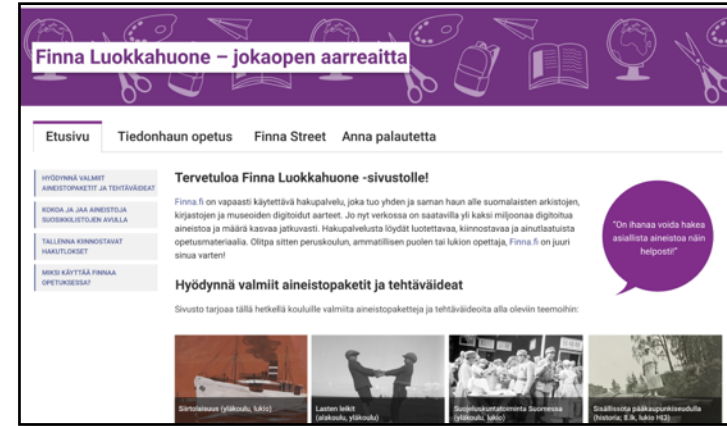 Finna Luokkahuone – jokaopen aarreaitta
Etusivu Tiedonhaun opetus Finna Street Anna palautetta
HYÖDYNNÄ VALMIIT
AINEISTOPAKETIT JA TEHTÄVÄIDEAT
KOKOA JA JAA AINEISTOJA
SUOSIKKILISTOJEN AVULLA
TALLENNA KIINNOSTAVAT
HAKUTULOKSET
MIKSI KÄYTTÄÄ FINNAA
OPETUKSESSA?
Tervetuloa Finna Luokkahuone -sivustolle!
Finna.fi on vapaasti käytettävä hakupalvelu, joka tuo yhden ja saman haun alle suomalaisten arkistojen,
kirjastojen ja museoiden digitoidut aarteet. Jo nyt verkossa on saatavilla yli kaksi miljoonaa digitoitua
aineistoa ja määrä kasvaa jatkuvasti. Hakupalvelusta löydät luotettavaa, kiinnostavaa ja ainutlaatuista
opetusmateriaalia. Olitpa sitten peruskoulun, ammatillisen puolen tai lukion opettaja, Finna.fi on juuri
sinua varten!
"On ihanaa voida hakea
asiallista aineistoa näin
helposti!"
Hyödynnä valmiit aineistopaketit ja tehtäväideat
Sivusto tarjoaa tällä hetkellä kouluille valmiita aineistopaketteja ja tehtäväideoita alla oleviin teemoihin:
Siirtolaisuus (yläkoulu, lukio)
Lasten leikit
(alakoulu, yläkoulu)
Suojeluskuntatoiminta Suomessa
(yläkoulu, lukio)
Sisällissota pääkaupunkiseudulla
(historia; 8.lk, lukio HI3)